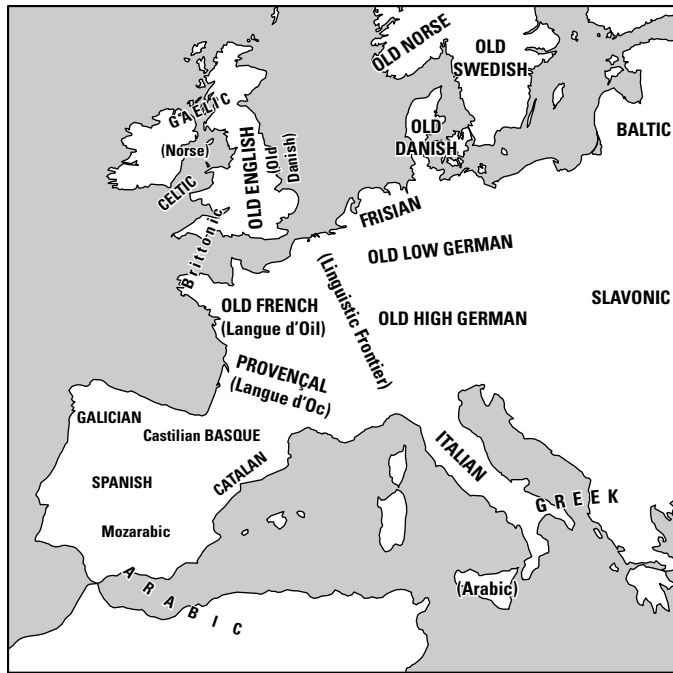 OLD NORSE
OLD
SWEDISH
GAELIC
(Norse)
CELTIC
OLD ENGLISH
(Old
Danish)
OLD
DANISH
BALTIC
Brittonic
FRISIAN
OLD LOW GERMAN
(Linguistic Frontier)
SLAVONIC
OLD FRENCH
(Langue d'Oil)
OLD HIGH GERMAN
PROVENÇAL
(Langue d'Oc)
GALICIAN
Castilian BASQUE
CATALAN
SPANISH
ITALIAN
GREEK
Mozarabic
ARABIC
(Arabic)